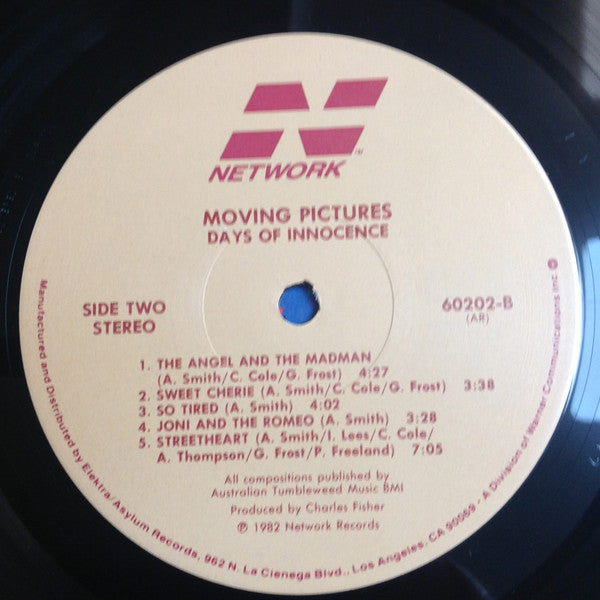 NETWORK™
MOVING PICTURES
DAYS OF INNOCENCE
SIDE TWO
STEREO
60202-B
(AR)
1. THE ANGEL AND THE MADMAN
(A. Smith/C. Cole/G. Frost) 4:27
2. SWEET CHERIE (A. Smith/C. Cole/G. Frost) 3:38
3. SO TIRED (A. Smith) 4:02
4. JONI AND THE ROMEO (A. Smith) 3:28
5. STREETHEART (A. Smith/I. Lees/C. Cole/
A. Thompson/G. Frost/P. Freeland) 7:05
All compositions published by
Australian Tumbleweed Music BMI
Produced by Charles Fisher
℗ 1982 Network Records
Manufactured and Distributed by Elektra/Asylum Records, 962 N. La Cienega Blvd., Los Angeles, CA 90069 - A Division of Warner Communications Inc.